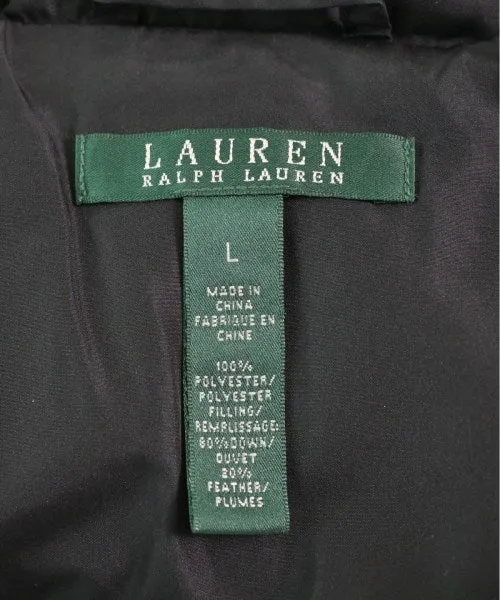 LAUREN
RALPH LAUREN
L
MADE IN
CHINA
FABRIQUE EN
CHINE
100%
POLYESTER/
POLYESTER
FILLING/
REMPLISSAGE:
80%DOWN/
DUVET
20%
FEATHER/
PLUMES